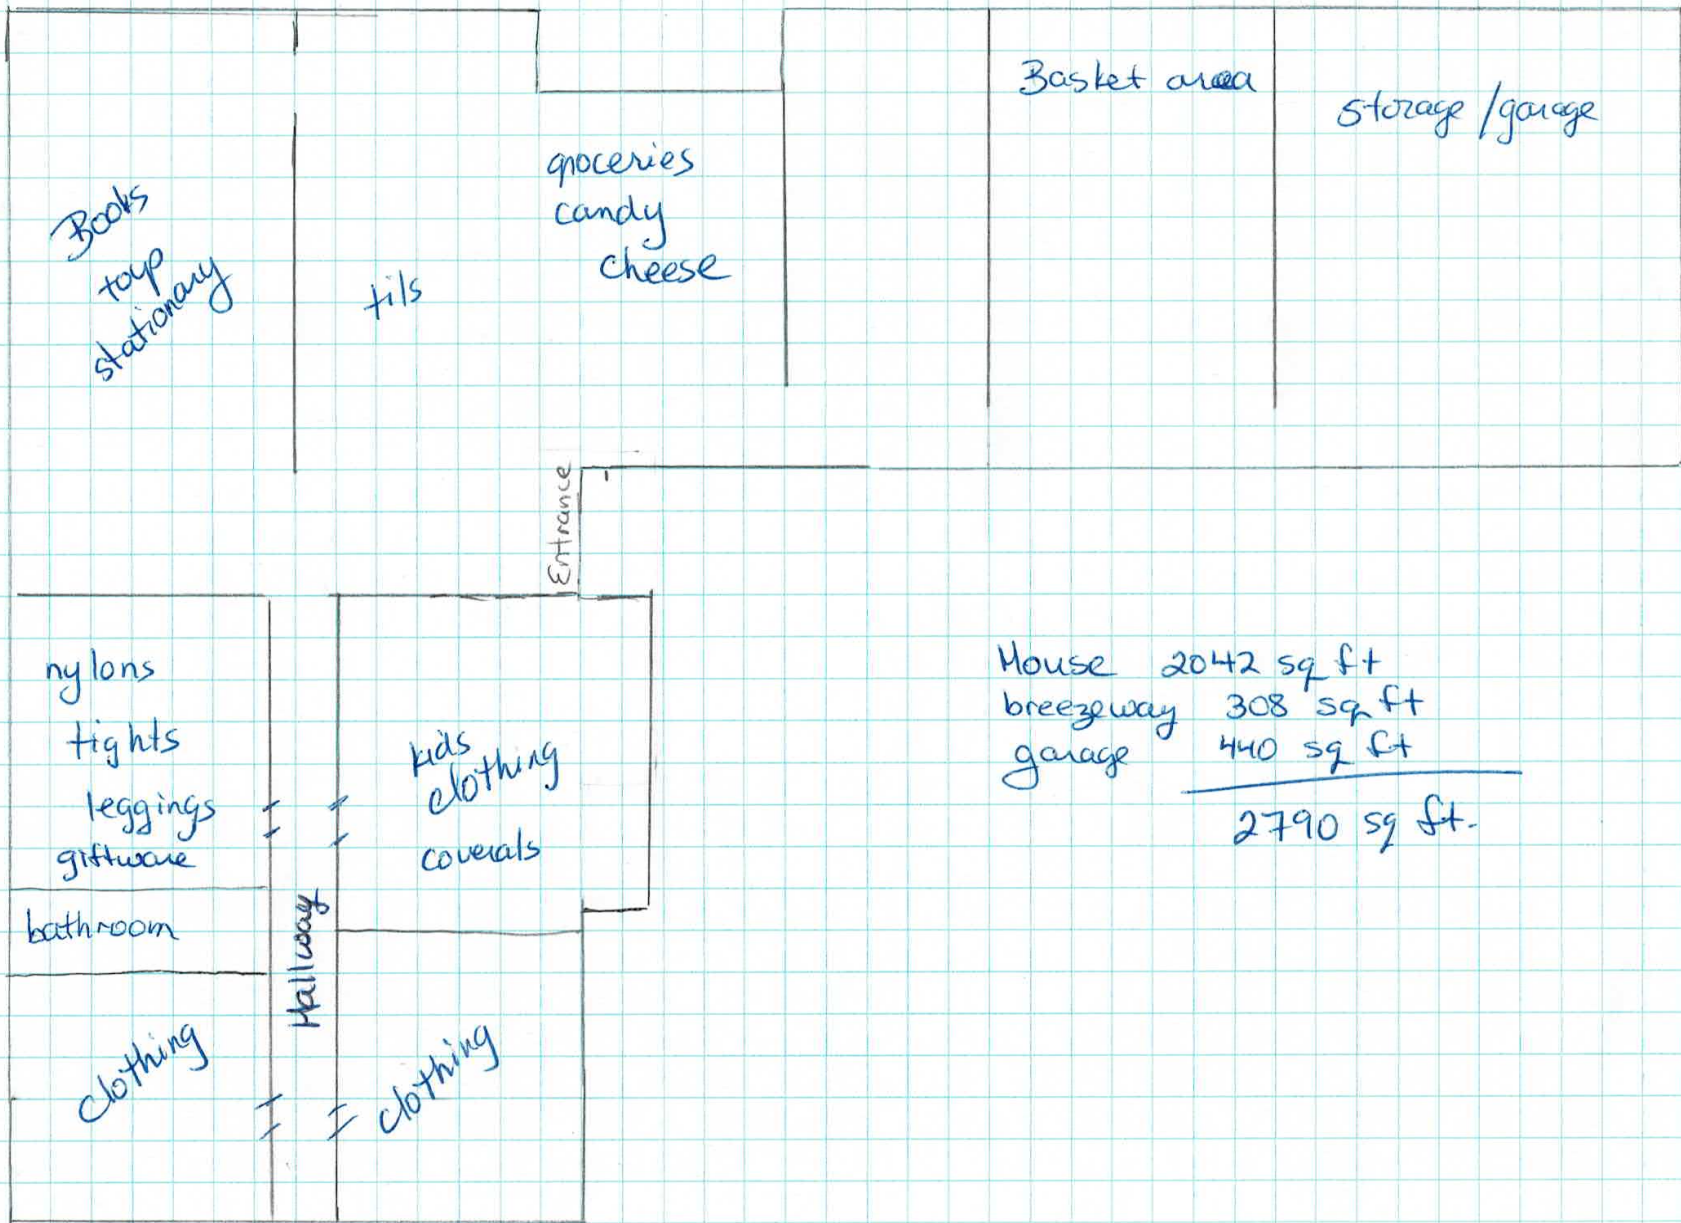 Basket area
storage/garage
groceries
candy
cheese
Books
toys
stationary
tils
Entrance
nylons
tights
leggings
giftware
kids
clothing
coverals
House 2042 sq ft
breezeway 308 sq ft
garage 440 sq ft
2790 sq ft.
bathroom
Hallway
clothing
clothing